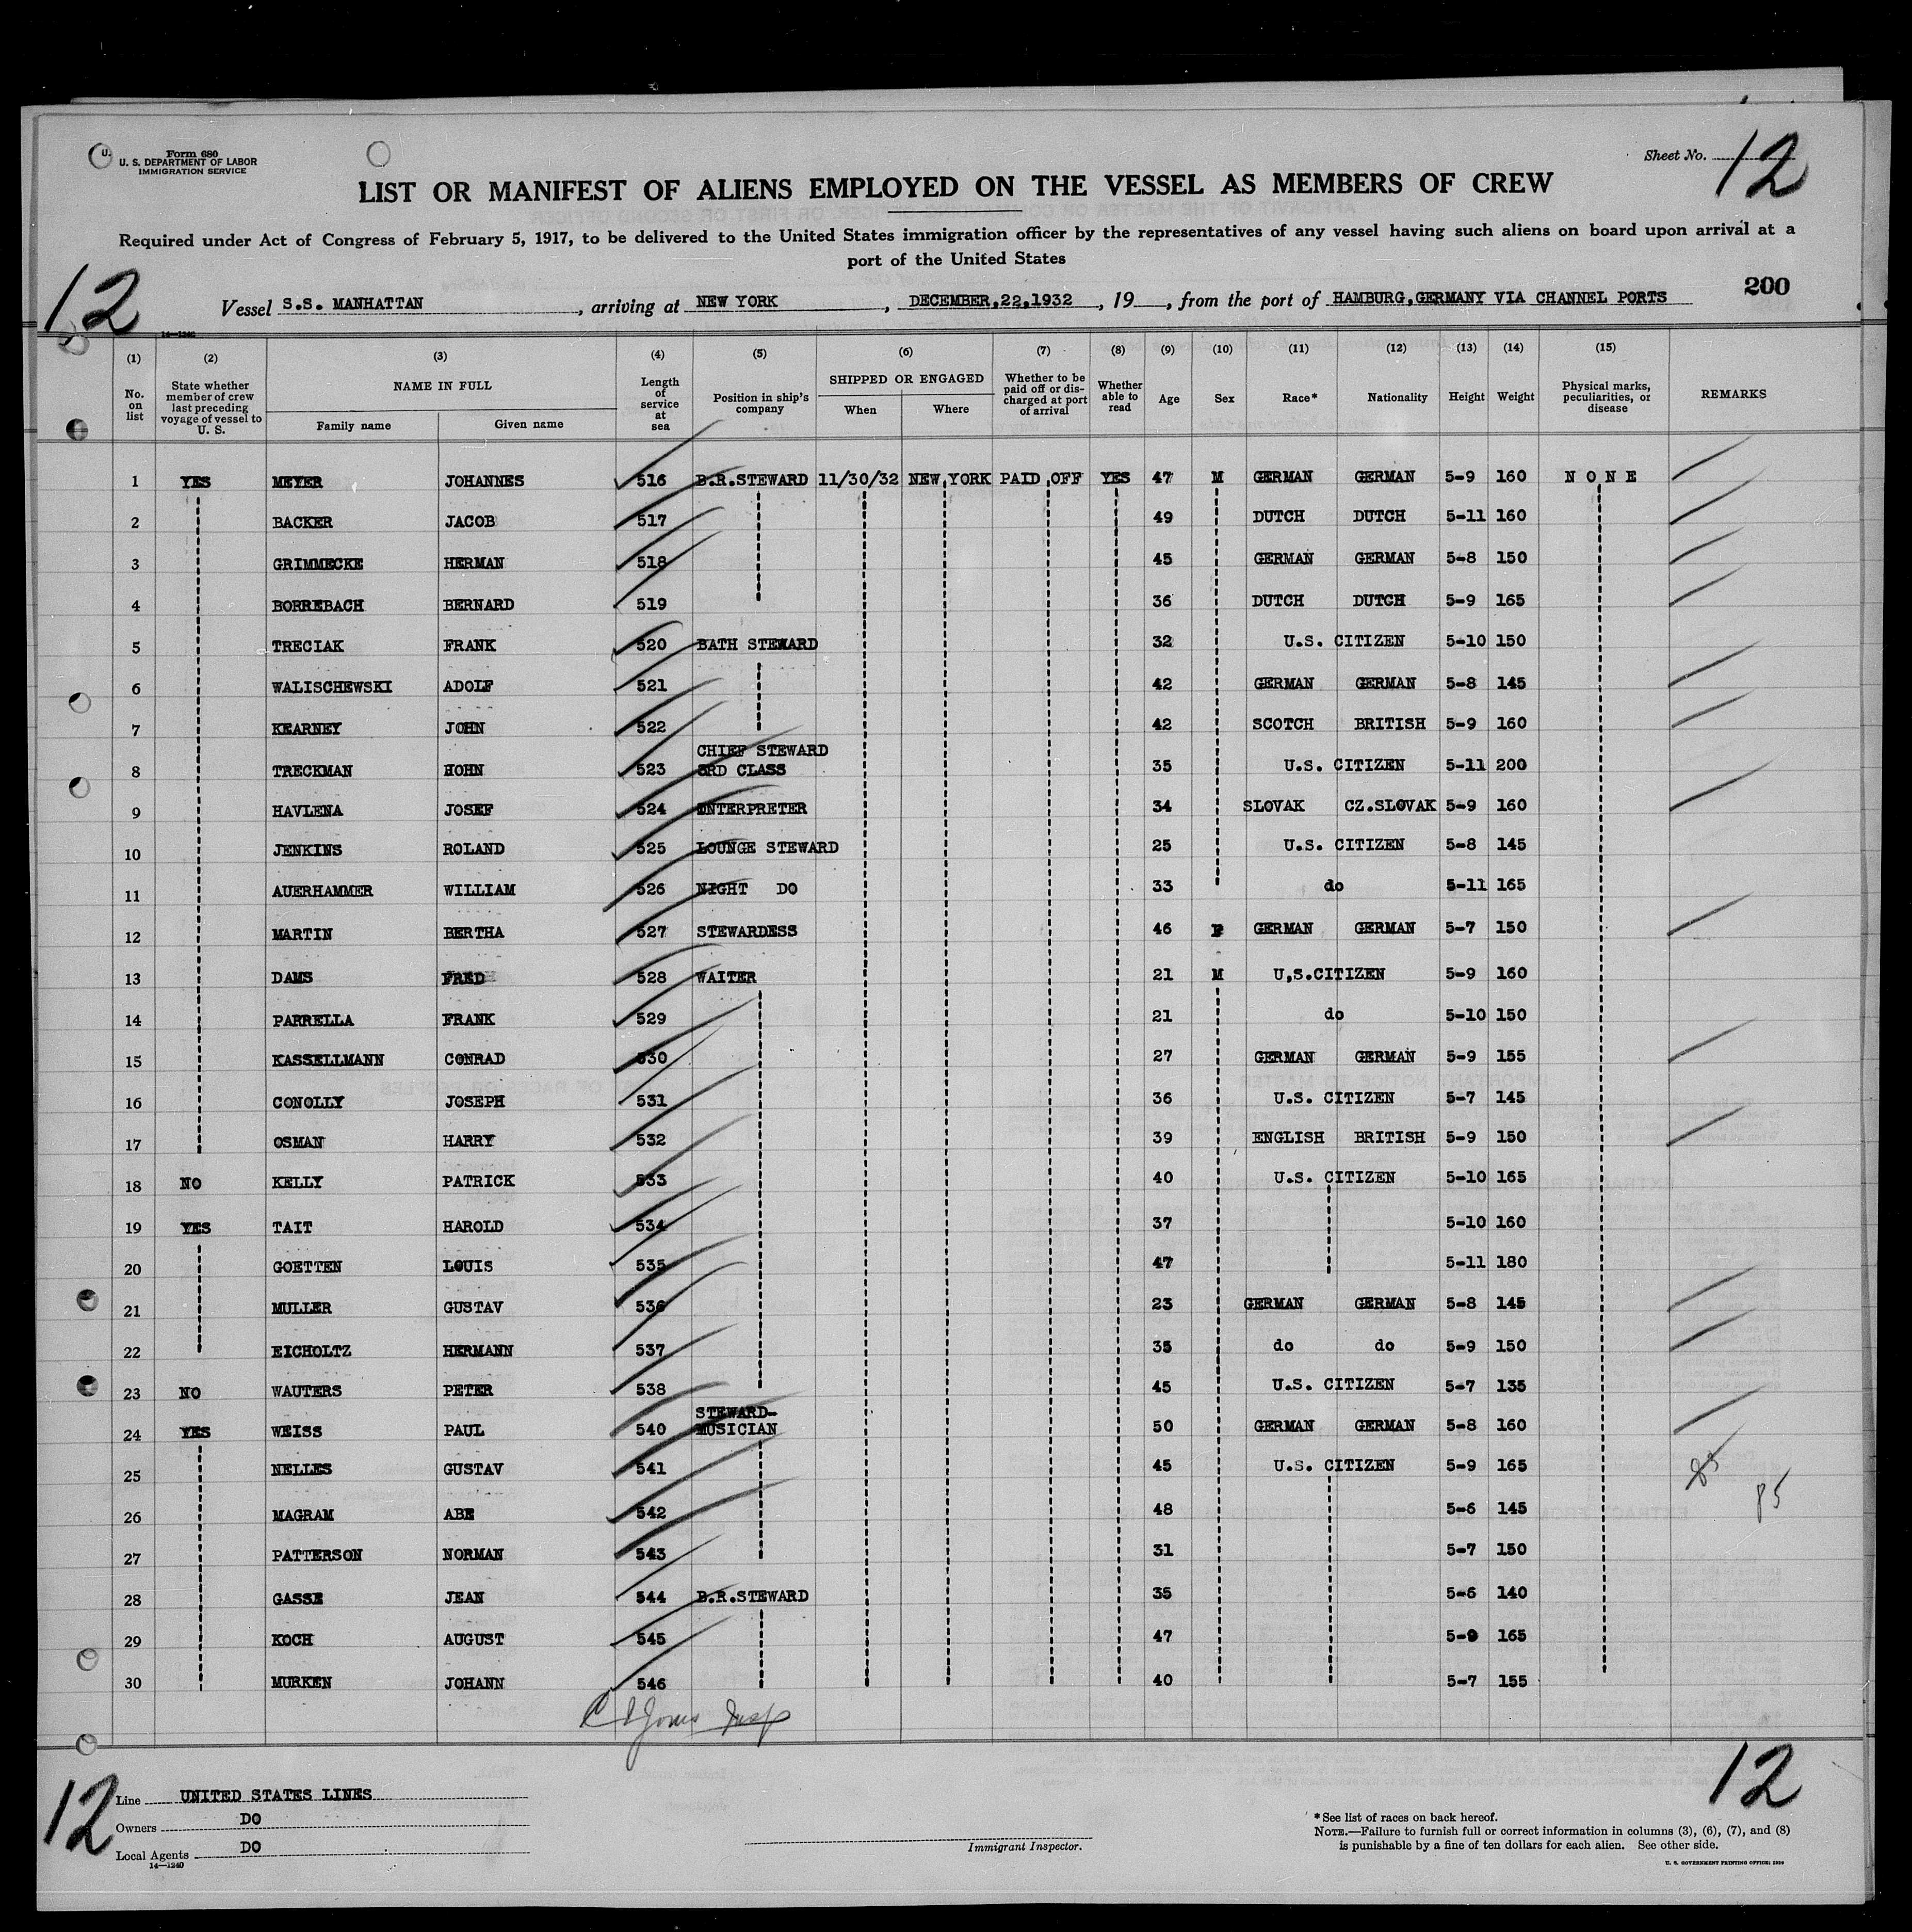 Form 680
U. S. DEPARTMENT OF LABOR
IMMIGRATION SERVICE
Sheet No. 12
LIST OR MANIFEST OF ALIENS EMPLOYED ON THE VESSEL AS MEMBERS OF CREW
Required under Act of Congress of February 5, 1917, to be delivered to the United States immigration officer by the representatives of any vessel having such aliens on board upon arrival at a
port of the United States
12
200
Vessel S.S. MANHATTAN, arriving at NEW YORK, DECEMBER,22,1932, 19, from the port of HAMBURG,GERMANY VIA CHANNEL PORTS
14—1240
(1) (2) (3) (4) (5) (6) (7) (8) (9) (10) (11) (12) (13) (14) (15)
No. on list State whether member of crew last preceding voyage of vessel to U. S. NAME IN FULL Family name Given name Length of service at sea Position in ship's company SHIPPED OR ENGAGED When Where Whether to be paid off or discharged at port of arrival Whether able to read Age Sex Race* Nationality Height Weight Physical marks, peculiarities, or disease REMARKS
1 YES MEYER JOHANNES 516 B.R.STEWARD 11/30/32 NEW YORK PAID OFF YES 47 M GERMAN GERMAN 5-9 160 NONE
2 BACKER JACOB 517 49 DUTCH DUTCH 5-11 160
3 GRIMMECKE HERMAN 518 45 GERMAN GERMAN 5-8 150
4 BORREBACH BERNARD 519 36 DUTCH DUTCH 5-9 165
5 TRECIAK FRANK 520 BATH STEWARD 32 U.S. CITIZEN 5-10 150
6 WALISCHEWSKI ADOLF 521 42 GERMAN GERMAN 5-8 145
7 KEARNEY JOHN 522 42 SCOTCH BRITISH 5-9 160
8 TRECKMAN HOHN 523 CHIEF STEWARD 3RD CLASS 35 U.S. CITIZEN 5-11 200
9 HAVLENA JOSEF 524 INTERPRETER 34 SLOVAK CZ.SLOVAK 5-9 160
10 JENKINS ROLAND 525 LOUNGE STEWARD 25 U.S. CITIZEN 5-8 145
11 AUERHAMMER WILLIAM 526 NIGHT DO 33 do 5-11 165
12 MARTIN BERTHA 527 STEWARDESS 46 F GERMAN GERMAN 5-7 150
13 DAMS FRED 528 WAITER 21 M U.S.CITIZEN 5-9 160
14 PARRELLA FRANK 529 21 do 5-10 150
15 KASSELLMANN CONRAD 530 27 GERMAN GERMAN 5-9 155
16 CONOLLY JOSEPH 531 36 U.S. CITIZEN 5-7 145
17 OSMAN HARRY 532 39 ENGLISH BRITISH 5-9 150
18 NO KELLY PATRICK 533 40 U.S. CITIZEN 5-10 165
19 YES TAIT HAROLD 534 37 5-10 160
20 GOETTEN LOUIS 535 47 5-11 180
21 MULLER GUSTAV 536 23 GERMAN GERMAN 5-8 145
22 EICHOLTZ HERMANN 537 35 do do 5-9 150
23 NO WAUTERS PETER 538 45 U.S. CITIZEN 5-7 135
24 YES WEISS PAUL 540 STEWARD-MUSICIAN 50 GERMAN GERMAN 5-8 160
25 NELLES GUSTAV 541 45 U.S. CITIZEN 5-9 165
26 MAGRAM ABE 542 48 5-6 145 85
27 PATTERSON NORMAN 543 31 5-7 150
28 GASSE JEAN 544 B.R.STEWARD 35 5-6 140
29 KOCH AUGUST 545 47 5-9 165
30 MURKEN JOHANN 546 40 5-7 155
Jones Insp
12
12
Line UNITED STATES LINES
Owners DO
Local Agents DO
14—1240
Immigrant Inspector.
*See list of races on back hereof.
NOTE.—Failure to furnish full or correct information in columns (3), (6), (7), and (8)
is punishable by a fine of ten dollars for each alien. See other side.